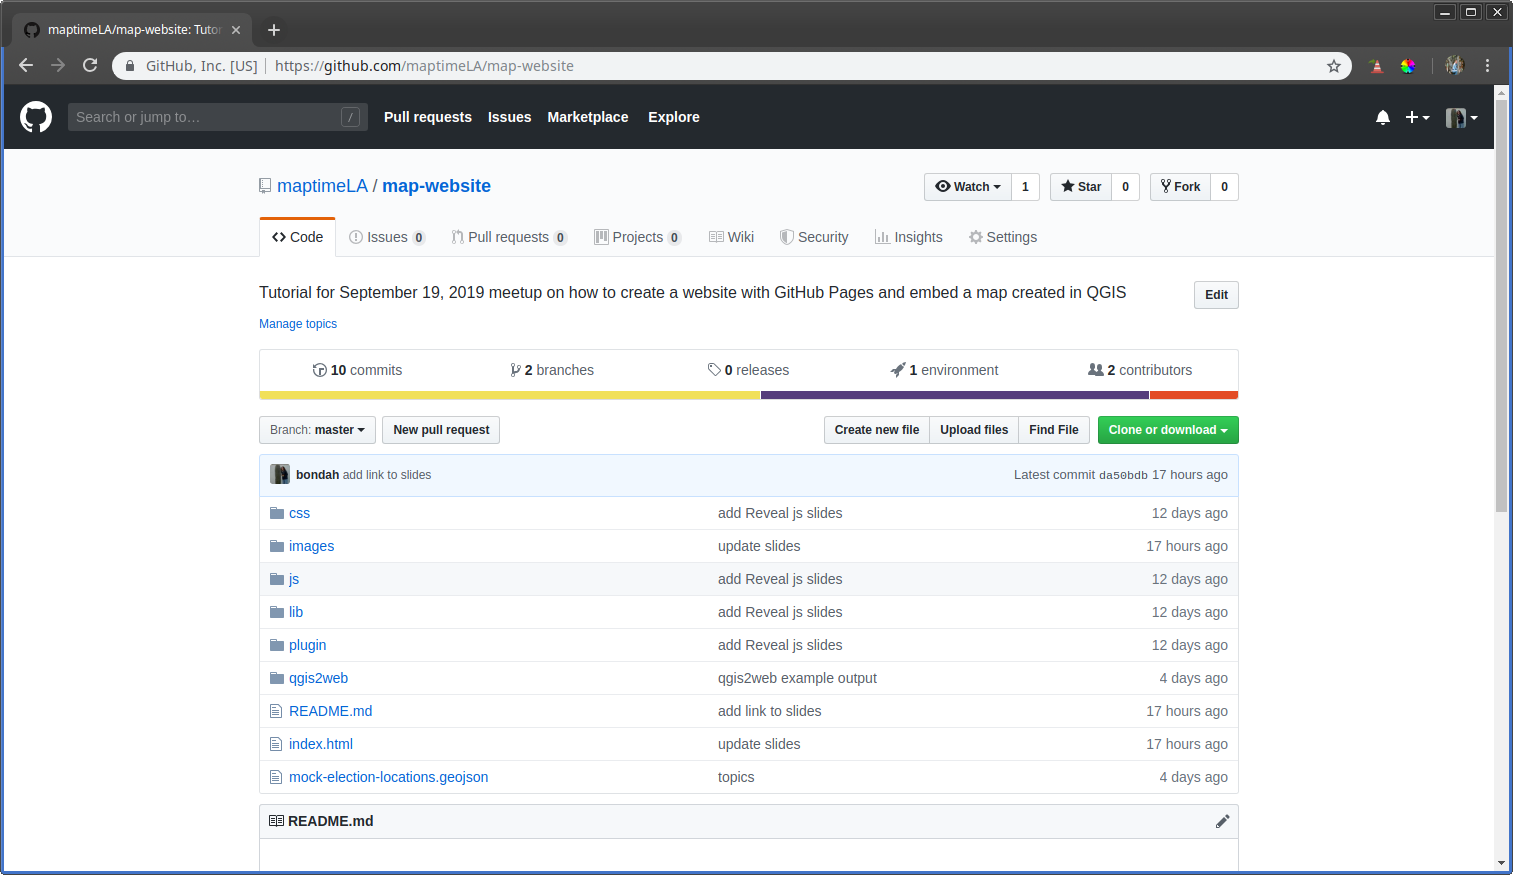 maptimeLA/map-website: Tutor
GitHub, Inc. [US] https://github.com/maptimeLA/map-website
Search or jump to… / Pull requests Issues Marketplace Explore
maptimeLA / map-website Watch 1 Star 0 Fork 0
Code Issues 0 Pull requests 0 Projects 0 Wiki Security Insights Settings
Tutorial for September 19, 2019 meetup on how to create a website with GitHub Pages and embed a map created in QGIS Edit
Manage topics
10 commits 2 branches 0 releases 1 environment 2 contributors
Branch: master New pull request Create new file Upload files Find File Clone or download
bondah add link to slides Latest commit da50bdb 17 hours ago
css add Reveal js slides 12 days ago
images update slides 17 hours ago
js add Reveal js slides 12 days ago
lib add Reveal js slides 12 days ago
plugin add Reveal js slides 12 days ago
qgis2web qgis2web example output 4 days ago
README.md add link to slides 17 hours ago
index.html update slides 17 hours ago
mock-election-locations.geojson topics 4 days ago
README.md